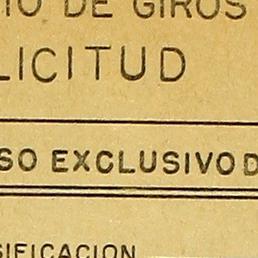 IO DE GIROS
LICITUD
SO EXCLUSIVO D
SIFICACION